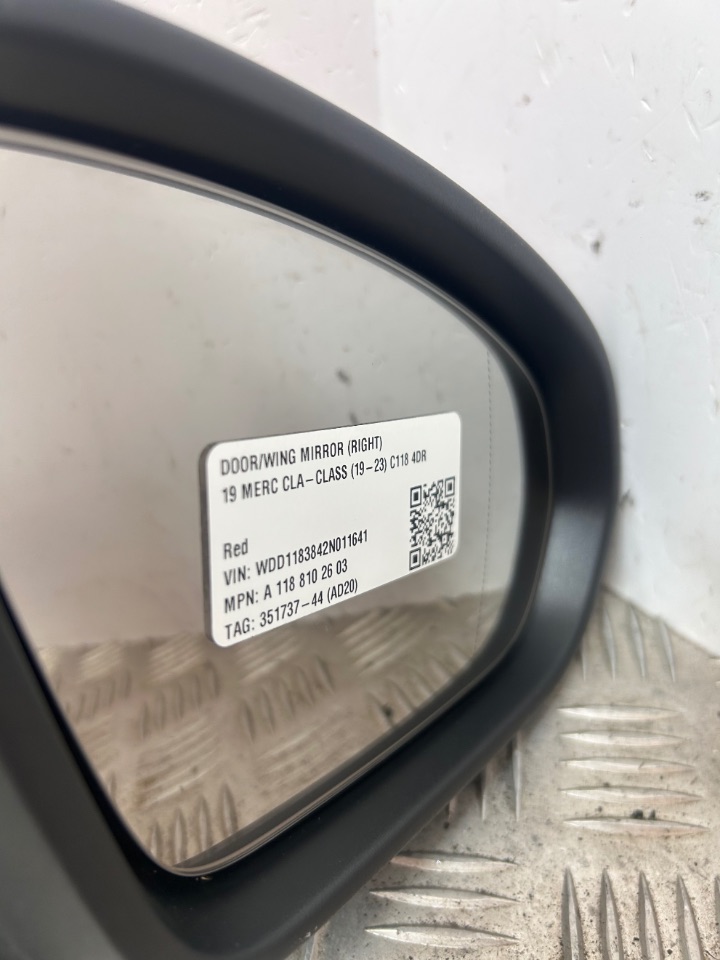 DOOR/WING MIRROR (RIGHT)
19 MERC CLA-CLASS (19-23) C118 4DR
Red
VIN: WDD1183842N011641
MPN: A 118 810 26 03
TAG: 351737-44 (AD20)